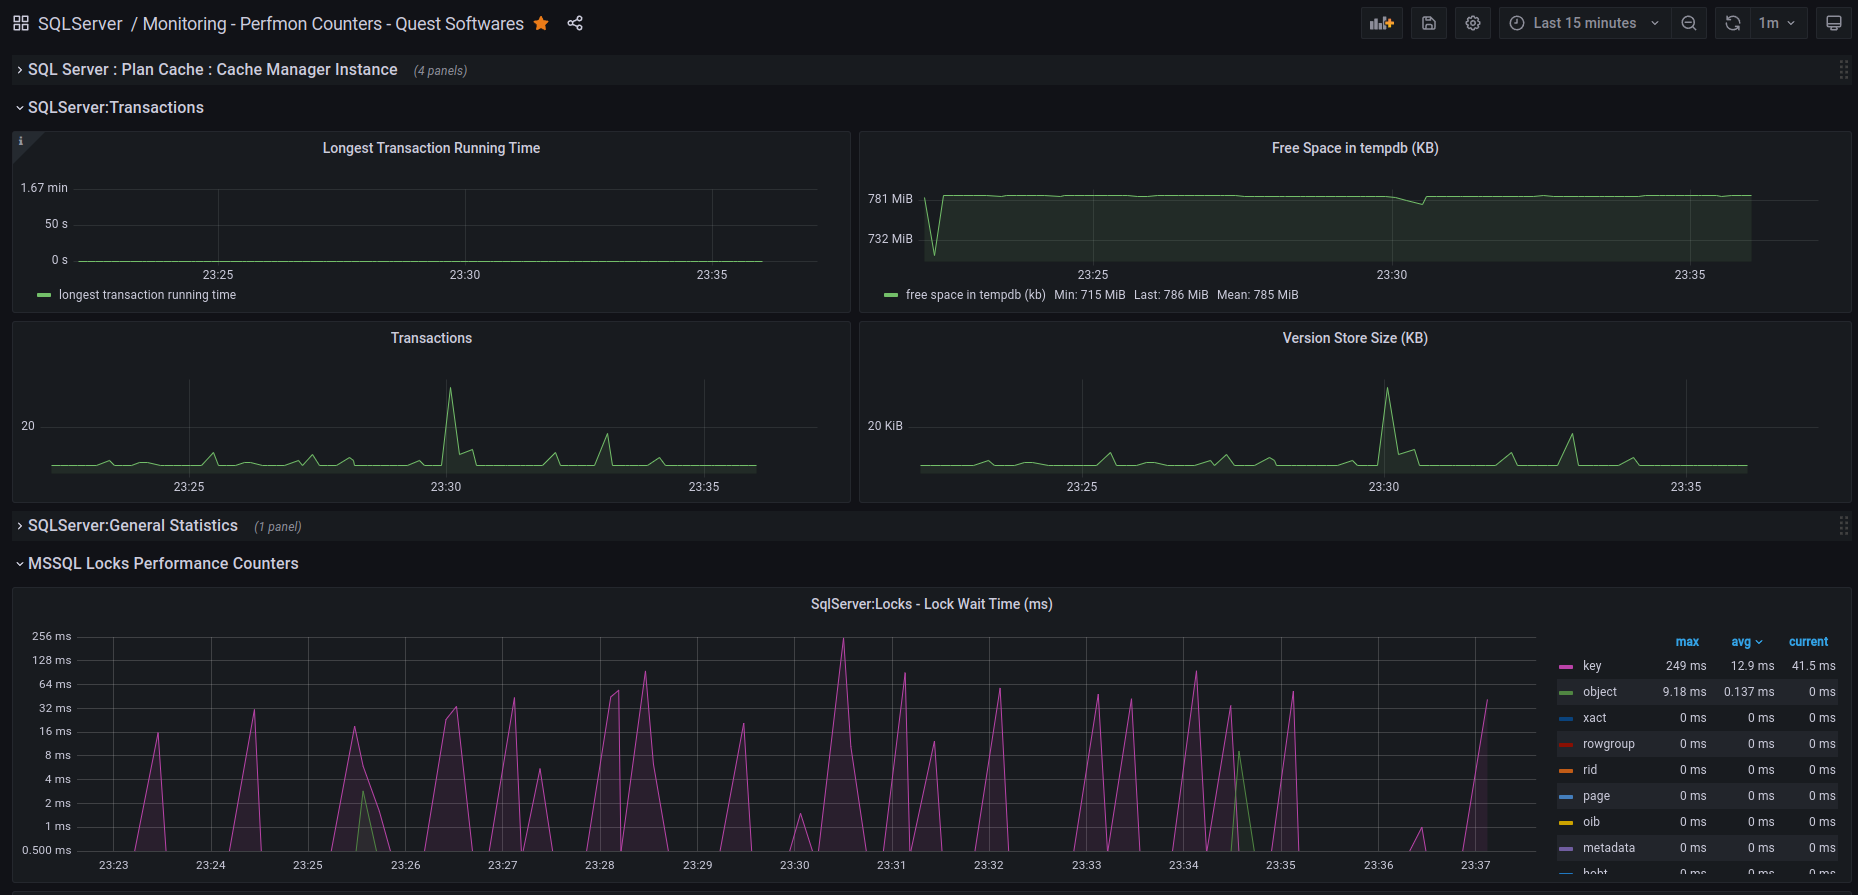 SQLServer / Monitoring - Perfmon Counters - Quest Softwares
Last 15 minutes
1m
SQL Server : Plan Cache : Cache Manager Instance (4 panels)
SQLServer:Transactions
i
Longest Transaction Running Time
1.67 min
50 s
0 s
23:25 23:30 23:35
longest transaction running time
Free Space in tempdb (KB)
781 MiB
732 MiB
23:25 23:30 23:35
free space in tempdb (kb) Min: 715 MiB Last: 786 MiB Mean: 785 MiB
Transactions
20
23:25 23:30 23:35
Version Store Size (KB)
20 KiB
23:25 23:30 23:35
SQLServer:General Statistics (1 panel)
MSSQL Locks Performance Counters
SqlServer:Locks - Lock Wait Time (ms)
256 ms
128 ms
64 ms
32 ms
16 ms
8 ms
4 ms
2 ms
1 ms
0.500 ms
23:23 23:24 23:25 23:26 23:27 23:28 23:29 23:30 23:31 23:32 23:33 23:34 23:35 23:36 23:37
max avg current
key 249 ms 12.9 ms 41.5 ms
object 9.18 ms 0.137 ms 0 ms
xact 0 ms 0 ms 0 ms
rowgroup 0 ms 0 ms 0 ms
rid 0 ms 0 ms 0 ms
page 0 ms 0 ms 0 ms
oib 0 ms 0 ms 0 ms
metadata 0 ms 0 ms 0 ms
0 ms 0 ms 0 ms